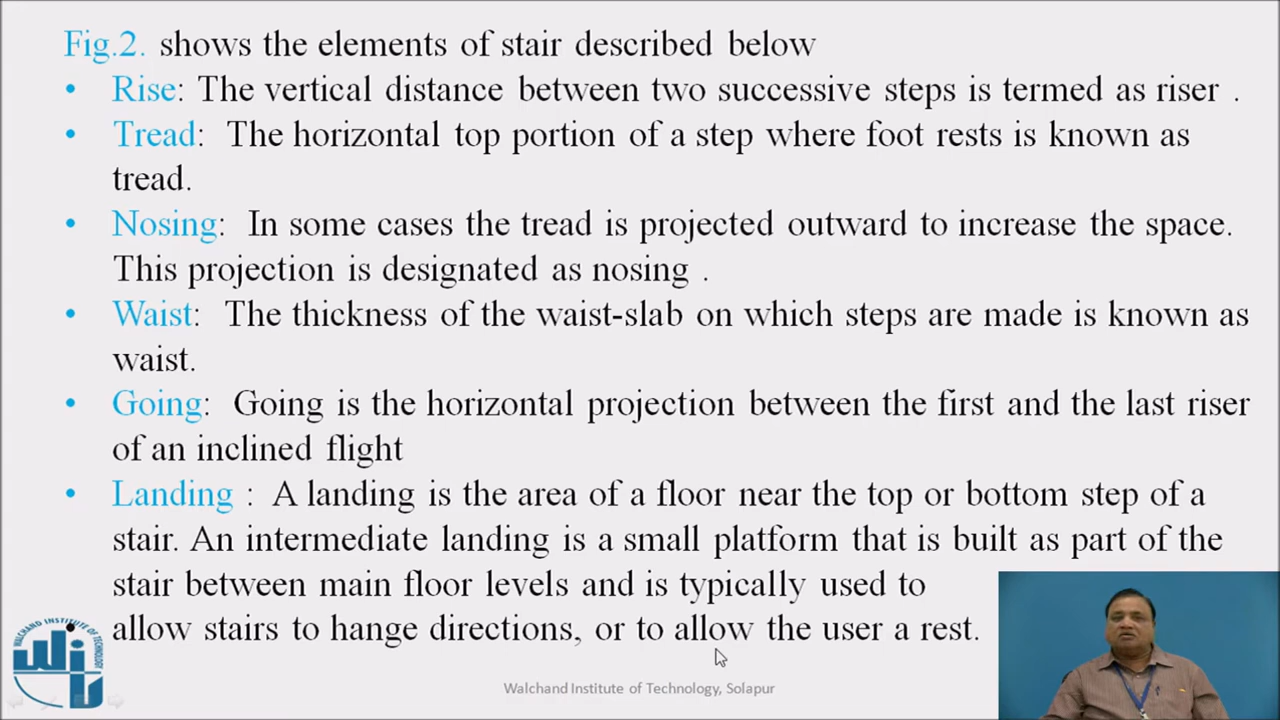 Fig.2. shows the elements of stair described below
• Rise: The vertical distance between two successive steps is termed as riser .
• Tread: The horizontal top portion of a step where foot rests is known as
tread.
• Nosing: In some cases the tread is projected outward to increase the space.
This projection is designated as nosing .
• Waist: The thickness of the waist-slab on which steps are made is known as
waist.
• Going: Going is the horizontal projection between the first and the last riser
of an inclined flight
• Landing : A landing is the area of a floor near the top or bottom step of a
stair. An intermediate landing is a small platform that is built as part of the
stair between main floor levels and is typically used to
allow stairs to hange directions, or to allow the user a rest.
WALCHAND INSTITUTE OF TECHNOLOGY
WIT
Walchand Institute of Technology, Solapur